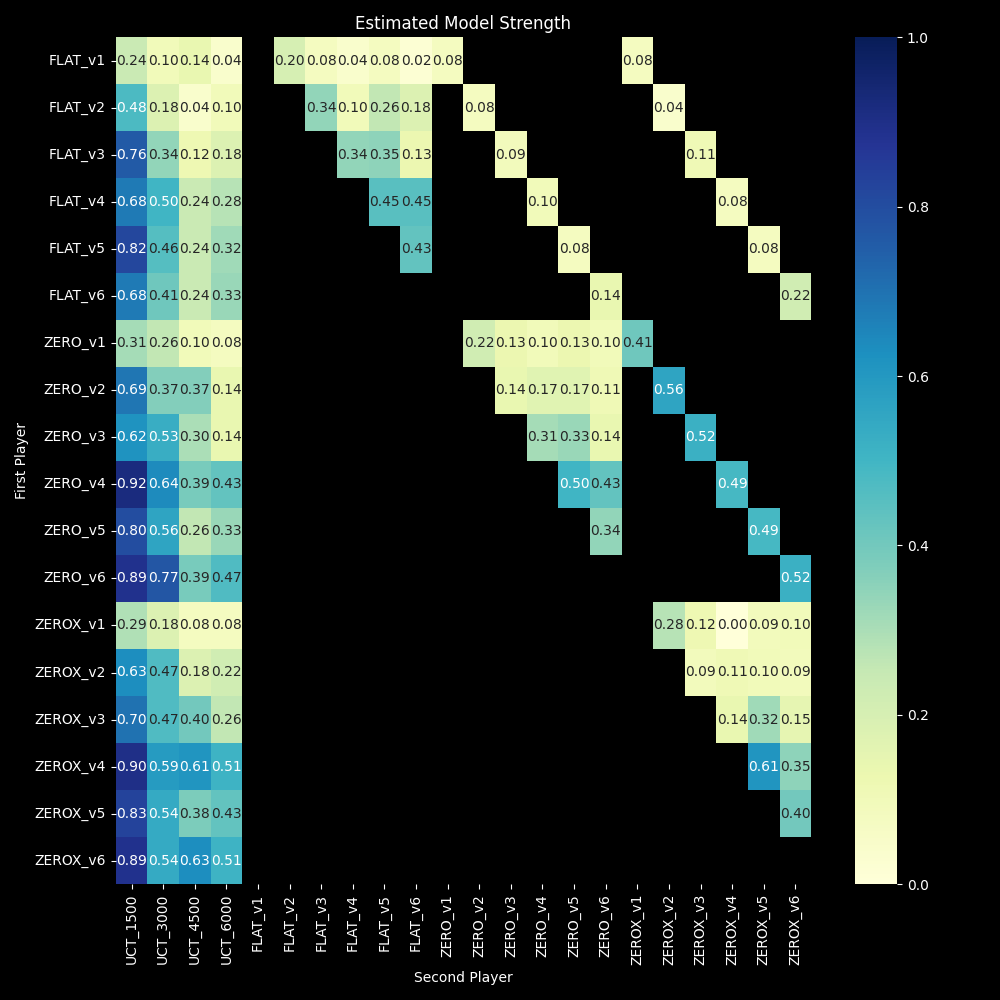 Estimated Model Strength
FLAT_v1 0.24 0.10 0.14 0.04 0.20 0.08 0.04 0.08 0.02 0.08 0.08
FLAT_v2 0.48 0.18 0.04 0.10 0.34 0.10 0.26 0.18 0.08 0.04
FLAT_v3 0.76 0.34 0.12 0.18 0.34 0.35 0.13 0.09 0.11
FLAT_v4 0.68 0.50 0.24 0.28 0.45 0.45 0.10 0.08
FLAT_v5 0.82 0.46 0.24 0.32 0.43 0.08 0.08
FLAT_v6 0.68 0.41 0.24 0.33 0.14 0.22
ZERO_v1 0.31 0.26 0.10 0.08 0.22 0.13 0.10 0.13 0.10 0.41
ZERO_v2 0.69 0.37 0.37 0.14 0.14 0.17 0.17 0.11 0.56
ZERO_v3 0.62 0.53 0.30 0.14 0.31 0.33 0.14 0.52
ZERO_v4 0.92 0.64 0.39 0.43 0.50 0.43 0.49
ZERO_v5 0.80 0.56 0.26 0.33 0.34 0.49
ZERO_v6 0.89 0.77 0.39 0.47 0.52
ZEROX_v1 0.29 0.18 0.08 0.08 0.28 0.12 0.00 0.09 0.10
ZEROX_v2 0.63 0.47 0.18 0.22 0.09 0.11 0.10 0.09
ZEROX_v3 0.70 0.47 0.40 0.26 0.14 0.32 0.15
ZEROX_v4 0.90 0.59 0.61 0.51 0.61 0.35
ZEROX_v5 0.83 0.54 0.38 0.43 0.40
ZEROX_v6 0.89 0.54 0.63 0.51
First Player
UCT_1500
UCT_3000
UCT_4500
UCT_6000
FLAT_v1
FLAT_v2
FLAT_v3
FLAT_v4
FLAT_v5
FLAT_v6
ZERO_v1
ZERO_v2
ZERO_v3
ZERO_v4
ZERO_v5
ZERO_v6
ZEROX_v1
ZEROX_v2
ZEROX_v3
ZEROX_v4
ZEROX_v5
ZEROX_v6
Second Player
1.0
0.8
0.6
0.4
0.2
0.0